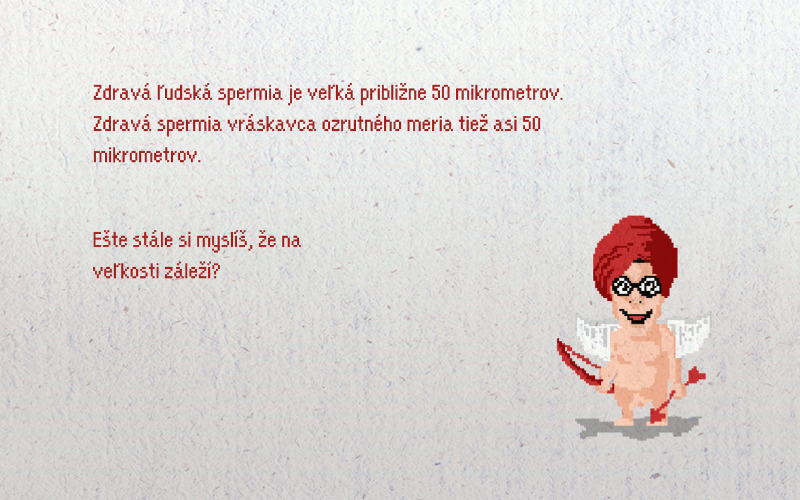 Zdravá ľudská spermia je veľká približne 50 mikrometrov.
Zdravá spermia vráskavca ozrutného meria tiež asi 50
mikrometrov.
Ešte stále si myslíš, že na
veľkosti záleží?